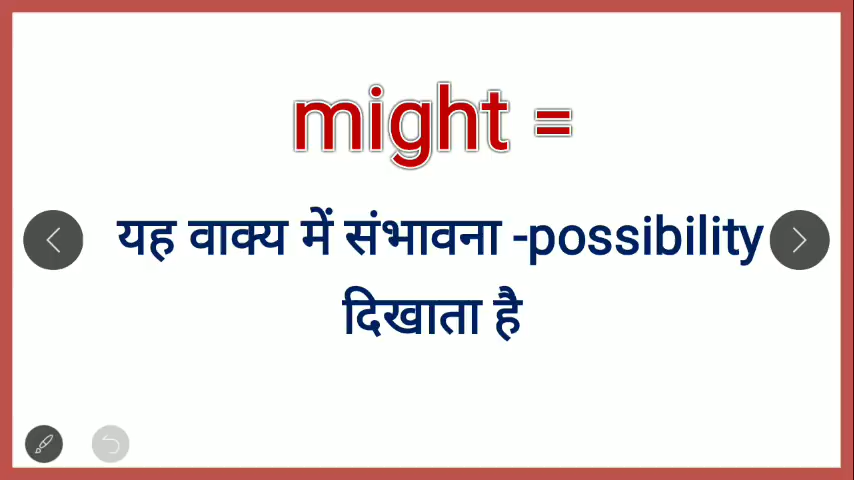 might =
यह वाक्य में संभावना -possibility
दिखाता है